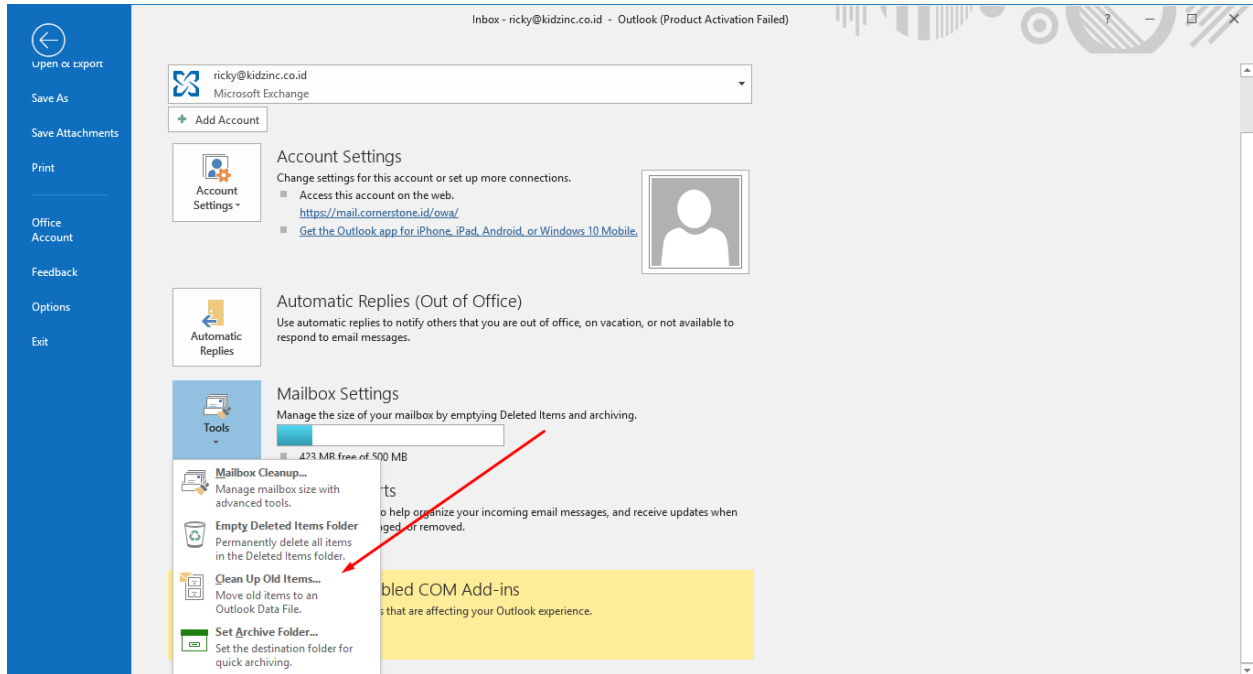 Inbox - ricky@kidzinc.co.id - Outlook (Product Activation Failed)
?
Open & Export
Save As
Save Attachments
Print
Office
Account
Feedback
Options
Exit
ricky@kidzinc.co.id
Microsoft Exchange
Add Account
Account
Settings
Account Settings
Change settings for this account or set up more connections.
Access this account on the web.
https://mail.cornerstone.id/owa/
Get the Outlook app for iPhone, iPad, Android, or Windows 10 Mobile.
Automatic
Replies
Automatic Replies (Out of Office)
Use automatic replies to notify others that you are out of office, on vacation, or not available to
respond to email messages.
Tools
Mailbox Settings
Manage the size of your mailbox by emptying Deleted Items and archiving.
423 MB free of 500 MB
Mailbox Cleanup...
Manage mailbox size with
advanced tools.
Empty Deleted Items Folder
Permanently delete all items
in the Deleted Items folder.
Clean Up Old Items...
Move old items to an
Outlook Data File.
Set Archive Folder...
Set the destination folder for
quick archiving.
rts
o help organize your incoming email messages, and receive updates when
aged, or removed.
bled COM Add-ins
s that are affecting your Outlook experience.